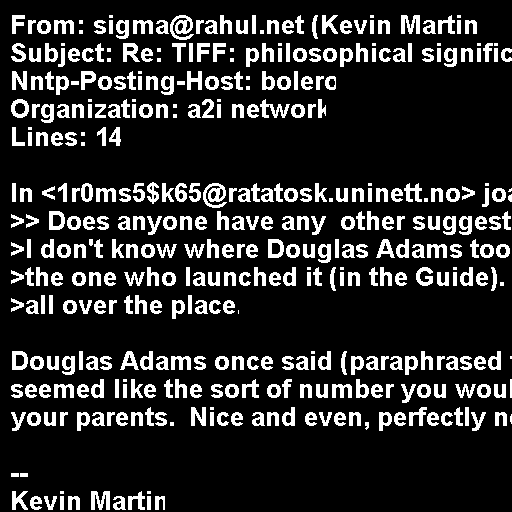 From: sigma@rahul.net (Kevin Martin
Subject: Re: TIFF: philosophical signific
Nntp-Posting-Host: bolero
Organization: a2i network
Lines: 14
In <1r0ms5$k65@ratatosk.uninett.no> joa
>> Does anyone have any  other suggest
>I don't know where Douglas Adams too
>the one who launched it (in the Guide).
>all over the place.
Douglas Adams once said (paraphrased
seemed like the sort of number you woul
your parents.  Nice and even, perfectly
--
Kevin Martin